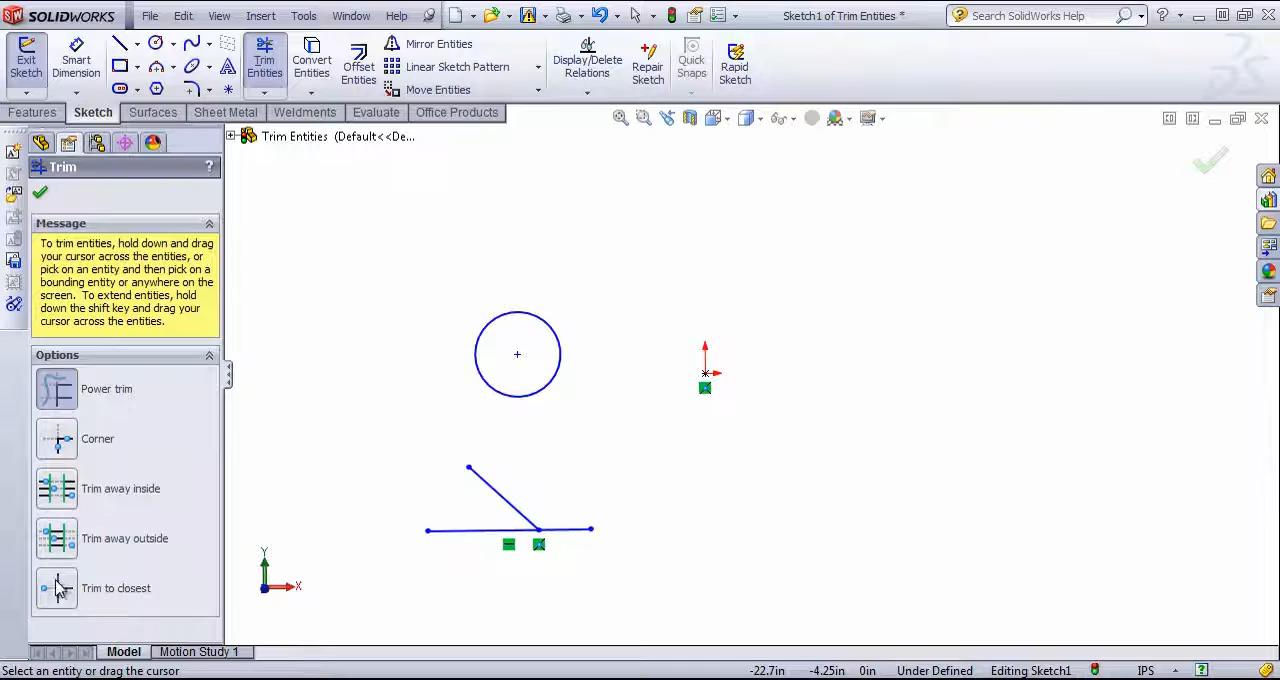 SOLIDWORKS File Edit View Insert Tools Window Help Sketch1 of Trim Entities * Search SolidWorks Help
Exit Sketch
Smart Dimension
Trim Entities
Convert Entities
Offset Entities
Mirror Entities
Linear Sketch Pattern
Move Entities
Display/Delete Relations
Repair Sketch
Quick Snaps
Rapid Sketch
Features Sketch Surfaces Sheet Metal Weldments Evaluate Office Products
Trim Entities (Default<<De...
Trim ?
Message
To trim entities, hold down and drag
your cursor across the entities, or
pick on an entity and then pick on a
bounding entity or anywhere on the
screen. To extend entities, hold
down the shift key and drag your
cursor across the entities.
Options
Power trim
Corner
Trim away inside
Trim away outside
Trim to closest
Y
X
Model Motion Study 1
Select an entity or drag the cursor -22.7in -4.25in 0in Under Defined Editing Sketch1 IPS ?